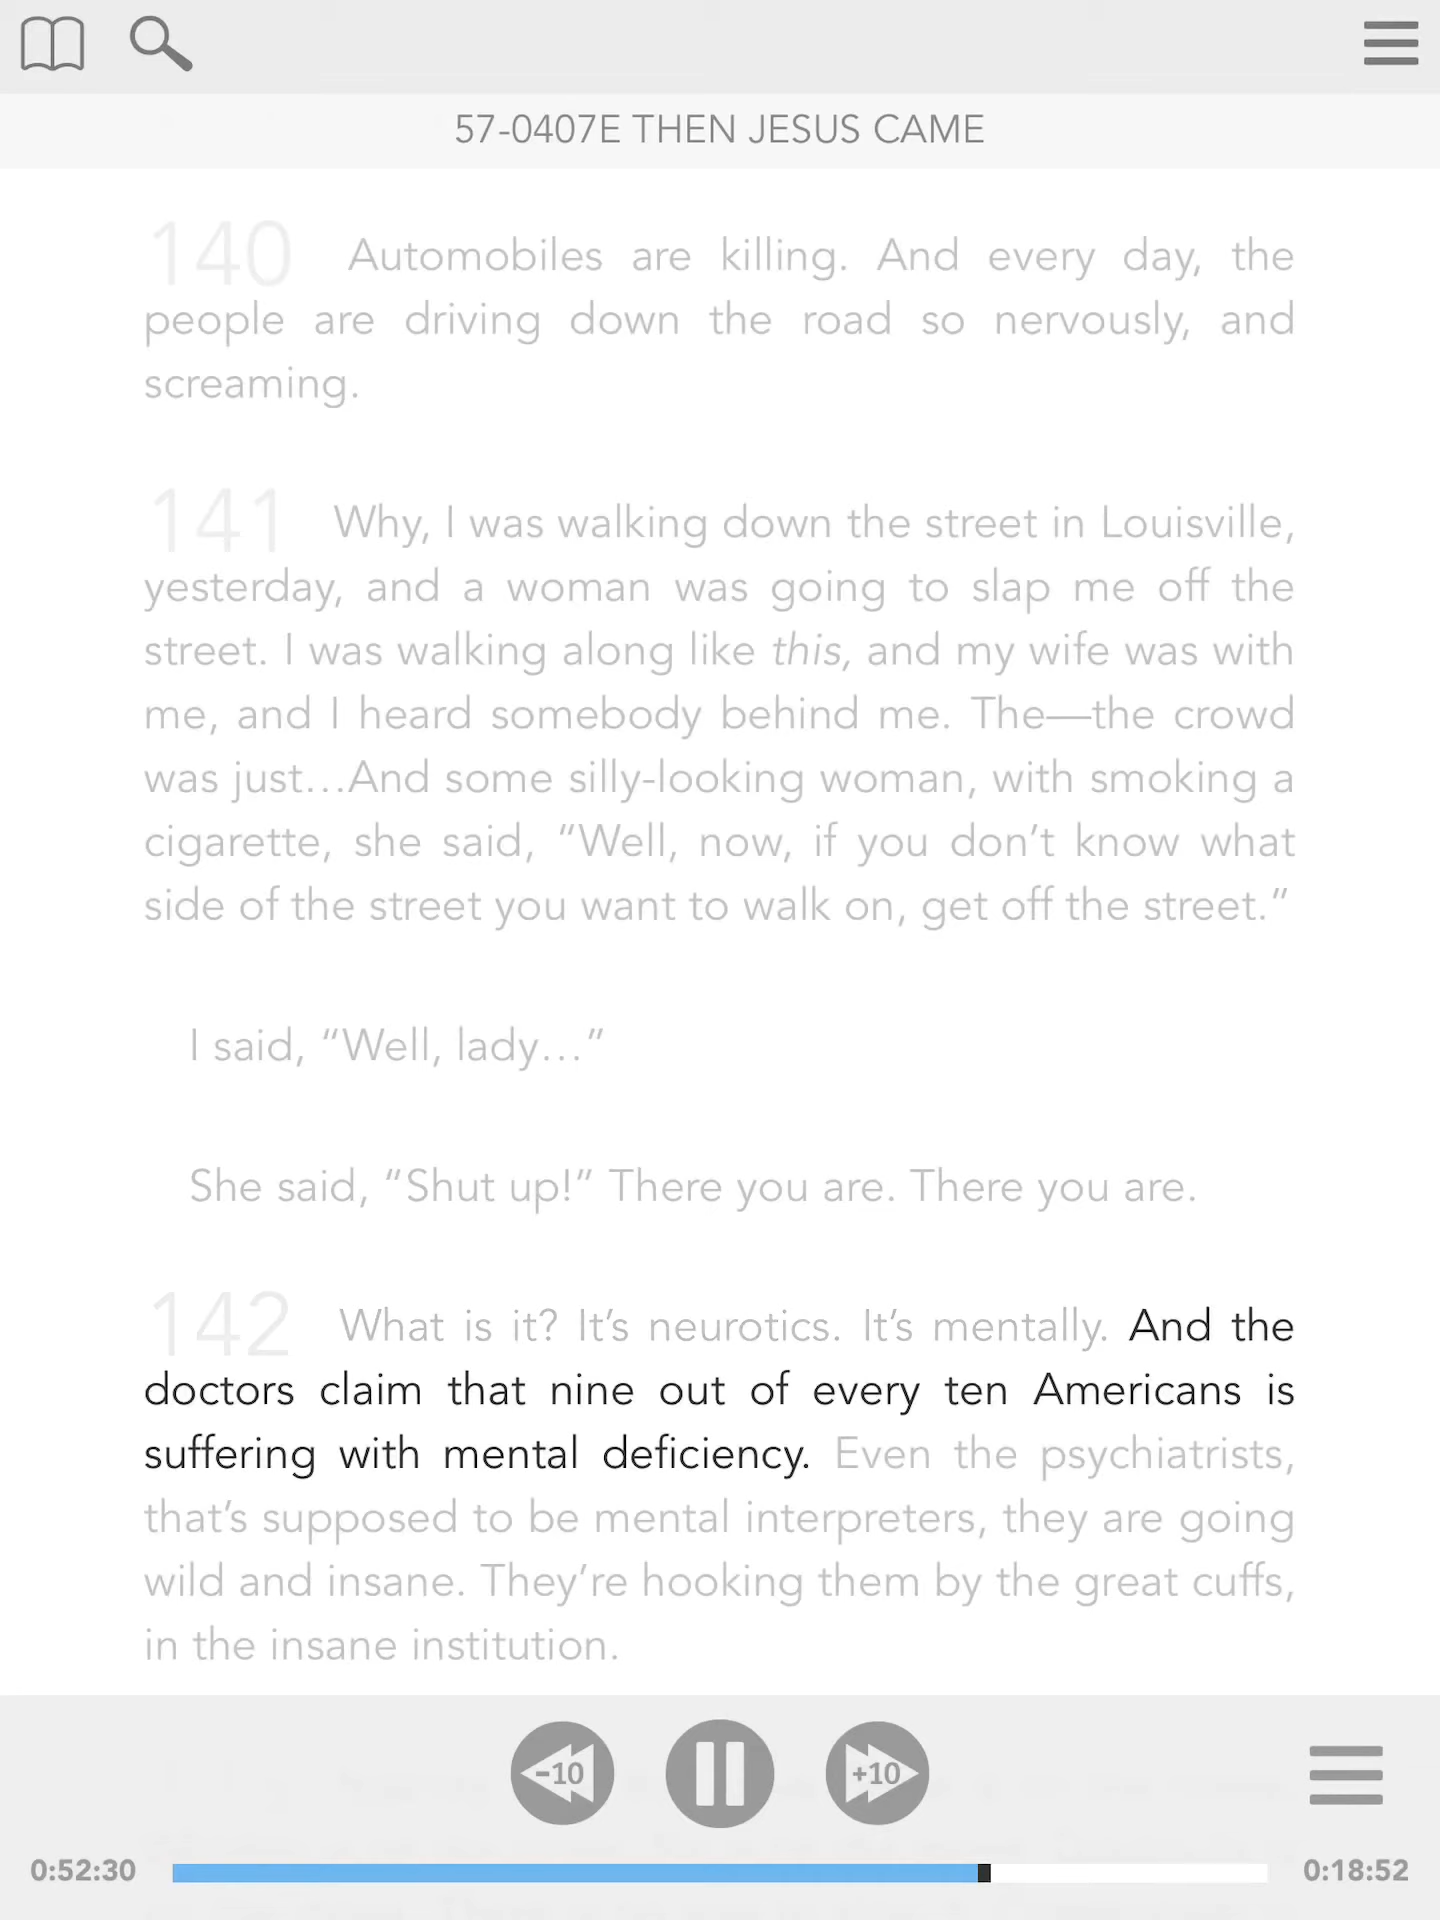 57-0407E THEN JESUS CAME
140 Automobiles are killing. And every day, the
people are driving down the road so nervously, and
screaming.
141 Why, I was walking down the street in Louisville,
yesterday, and a woman was going to slap me off the
street. I was walking along like this, and my wife was with
me, and I heard somebody behind me. The—the crowd
was just…And some silly-looking woman, with smoking a
cigarette, she said, “Well, now, if you don’t know what
side of the street you want to walk on, get off the street.”
I said, “Well, lady…”
She said, “Shut up!” There you are. There you are.
142 What is it? It’s neurotics. It’s mentally. And the
doctors claim that nine out of every ten Americans is
suffering with mental deficiency. Even the psychiatrists,
that’s supposed to be mental interpreters, they are going
wild and insane. They’re hooking them by the great cuffs,
in the insane institution.
-10 +10
0:52:30 0:18:52